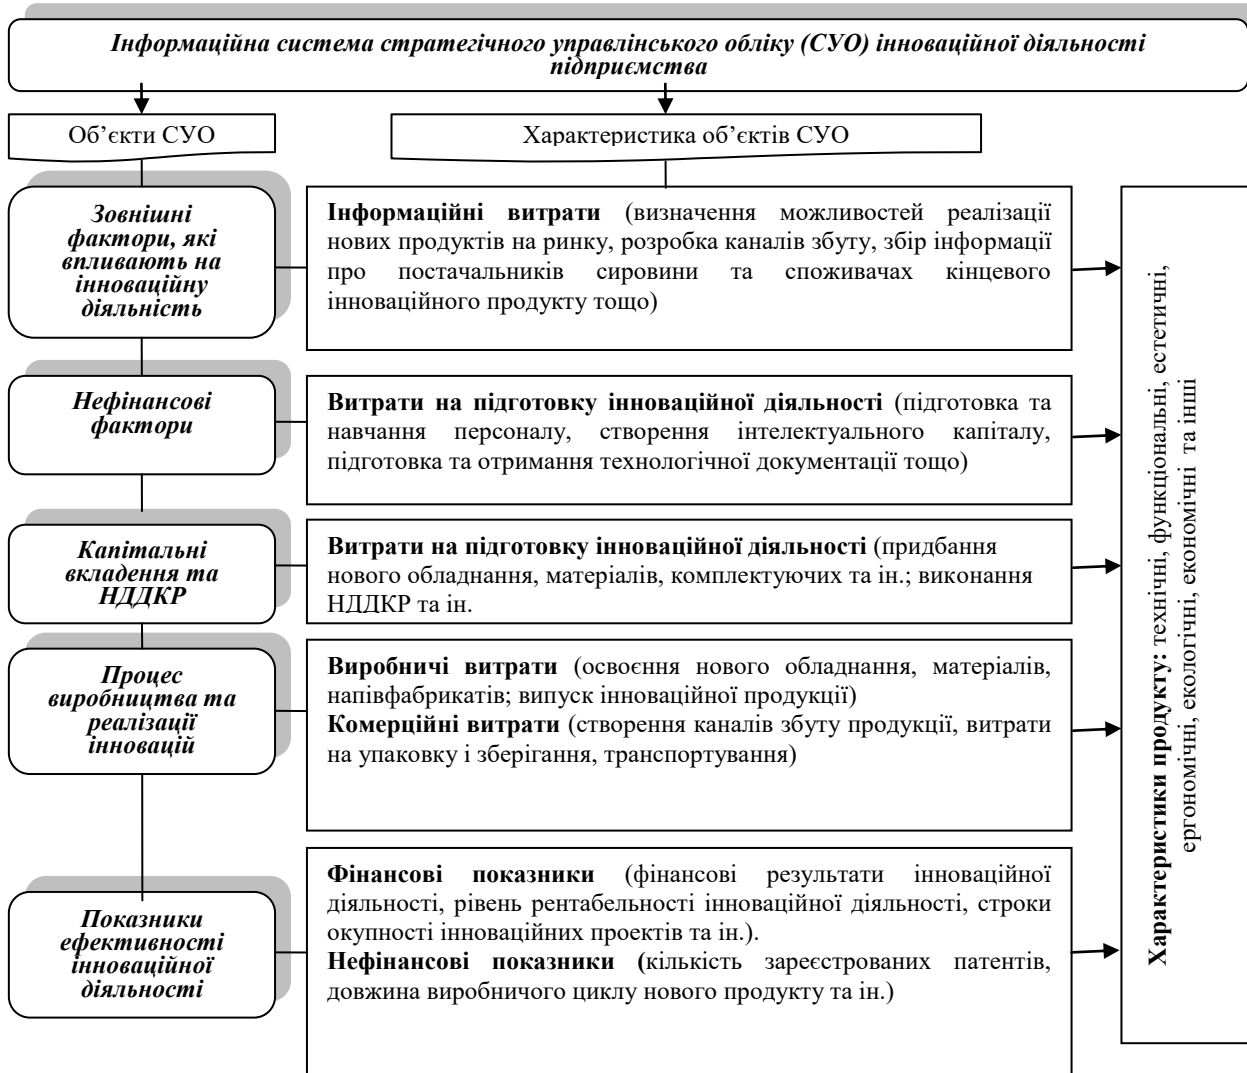 Інформаційна система стратегічного управлінського обліку (СУО) інноваційної діяльності
підприємства
Об’єкти СУО
Характеристика об’єктів СУО
Зовнішні
фактори, які
впливають на
інноваційну
діяльність
Інформаційні витрати (визначення можливостей реалізації
нових продуктів на ринку, розробка каналів збуту, збір інформації
про постачальників сировини та споживачах кінцевого
інноваційного продукту тощо)
Нефінансові
фактори
Витрати на підготовку інноваційної діяльності (підготовка та
навчання персоналу, створення інтелектуального капіталу,
підготовка та отримання технологічної документації тощо)
Капітальні
вкладення та
НДДКР
Витрати на підготовку інноваційної діяльності (придбання
нового обладнання, матеріалів, комплектуючих та ін.; виконання
НДДКР та ін.
Процес
виробництва та
реалізації
інновацій
Виробничі витрати (освоєння нового обладнання, матеріалів,
напівфабрикатів; випуск інноваційної продукції)
Комерційні витрати (створення каналів збуту продукції, витрати
на упаковку і зберігання, транспортування)
Показники
ефективності
інноваційної
діяльності
Фінансові показники (фінансові результати інноваційної
діяльності, рівень рентабельності інноваційної діяльності, строки
окупності інноваційних проектів та ін.).
Нефінансові показники (кількість зареєстрованих патентів,
довжина виробничого циклу нового продукту та ін.)
Характеристики продукту: технічні, функціональні, естетичні,
ергономічні, екологічні, економічні та інші